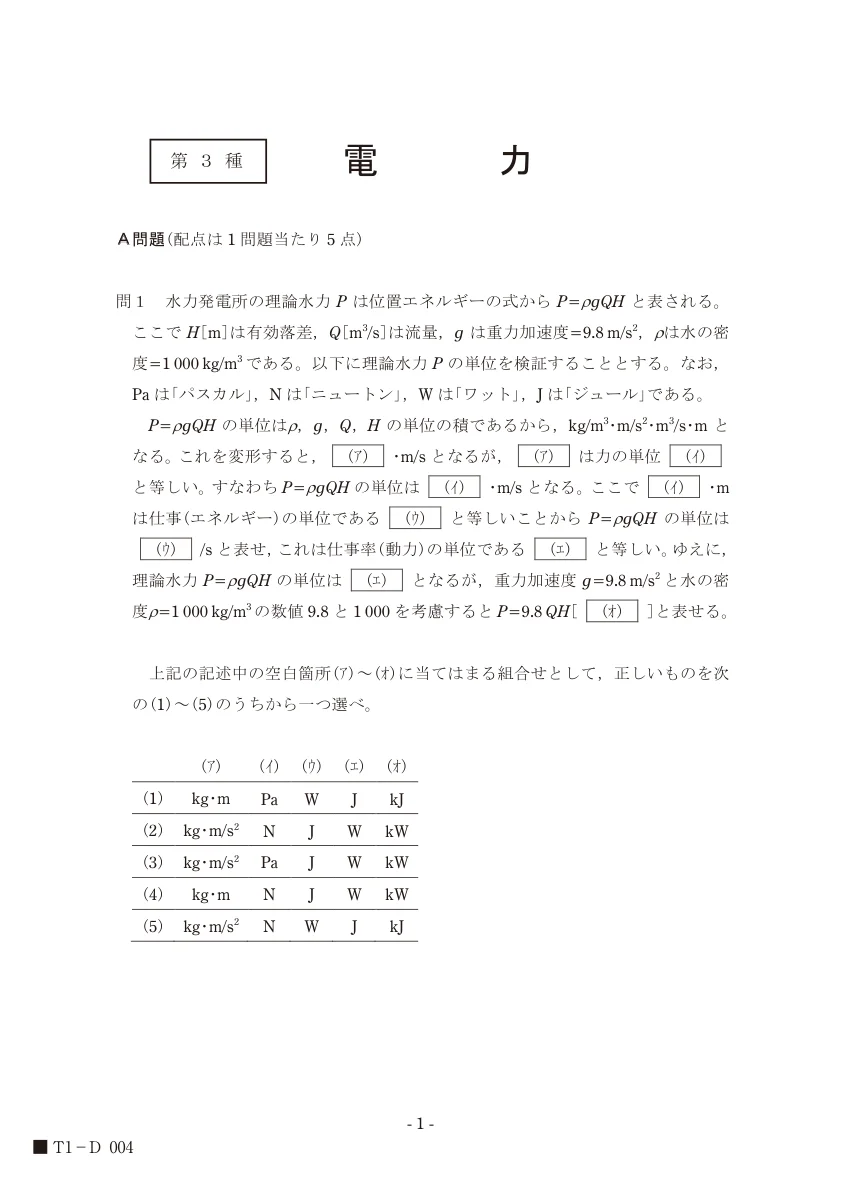 第 3 種
電 力
A問題(配点は1問題当たり5点)
問1 水力発電所の理論水力Pは位置エネルギーの式からP=ρgQHと表される。
ここでH[m]は有効落差，Q[m³/s]は流量，gは重力加速度=9.8 m/s²，ρは水の密
度=1 000 kg/m³である。以下に理論水力Pの単位を検証することとする。なお，
Paは「パスカル」，Nは「ニュートン」，Wは「ワット」，Jは「ジュール」である。
P=ρgQHの単位はρ，g，Q，Hの単位の積であるから，kg/m³・m/s²・m³/s・mと
なる。これを変形すると，(ア)・m/sとなるが，(ア)は力の単位(イ)
と等しい。すなわちP=ρgQHの単位は(イ)・m/sとなる。ここで(イ)・m
は仕事(エネルギー)の単位である(ウ)と等しいことからP=ρgQHの単位は
(ウ)/sと表せ，これは仕事率(動力)の単位である(エ)と等しい。ゆえに，
理論水力P=ρgQHの単位は(エ)となるが，重力加速度g=9.8 m/s²と水の密
度ρ=1 000 kg/m³の数値9.8と1 000を考慮するとP=9.8 QH[(オ)]と表せる。
上記の記述中の空白箇所(ア)～(オ)に当てはまる組合せとして，正しいものを次
の(1)～(5)のうちから一つ選べ。
(ア) (イ) (ウ) (エ) (オ)
(1) kg・m Pa W J kJ
(2) kg・m/s² N J W kW
(3) kg・m/s² Pa J W kW
(4) kg・m N J W kW
(5) kg・m/s² N W J kJ
- 1 -
■ T1－D 004